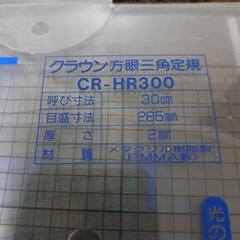 クラウン方眼三角定規
CR-HR300
呼び寸法 30cm
目盛寸法 285mm
厚さ 2mm
材質 メタクリル樹脂製
(PMMA製)
光の